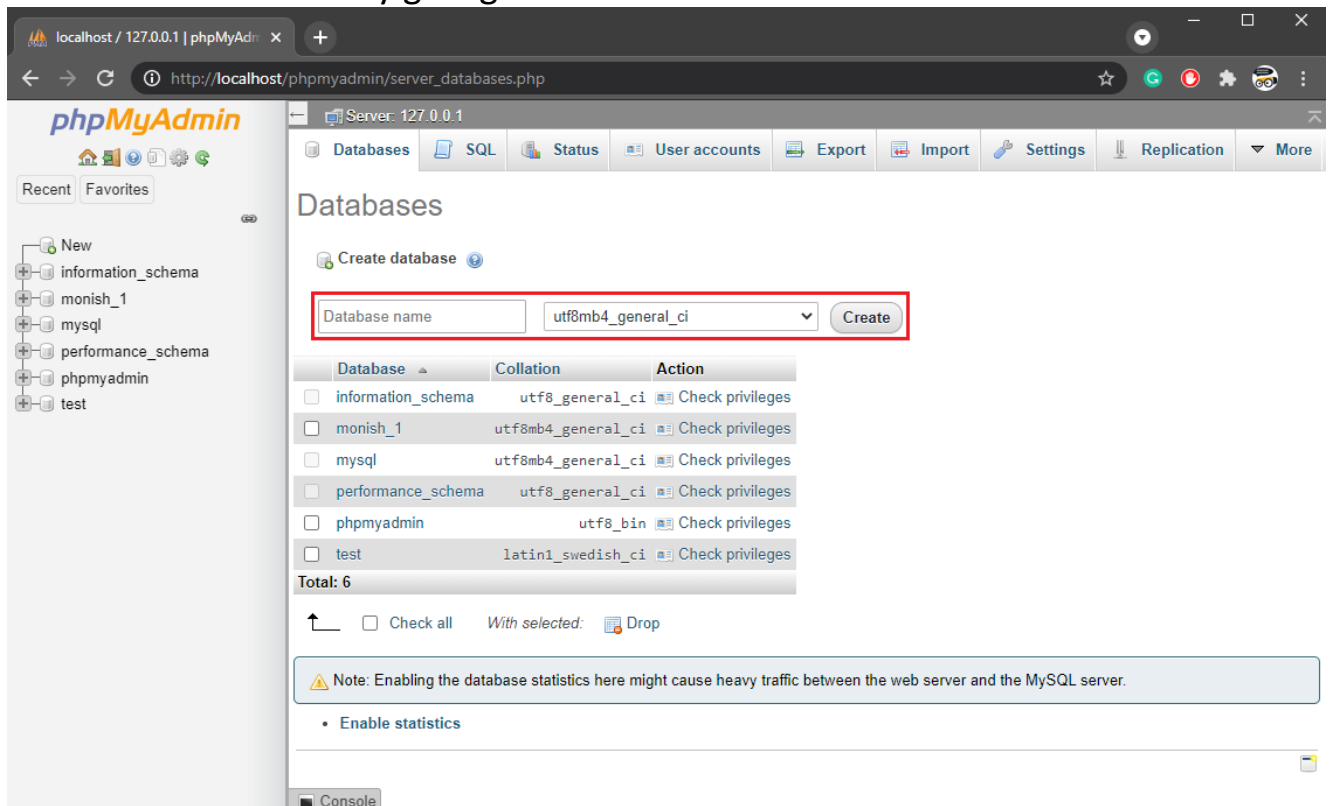 localhost / 127.0.0.1 | phpMyAdm
http://localhost/phpmyadmin/server_databases.php
phpMyAdmin
Recent Favorites
New
information_schema
monish_1
mysql
performance_schema
phpmyadmin
test
Server: 127.0.0.1
Databases SQL Status User accounts Export Import Settings Replication More
Databases
Create database
Database name utf8mb4_general_ci Create
Database Collation Action
information_schema utf8_general_ci Check privileges
monish_1 utf8mb4_general_ci Check privileges
mysql utf8mb4_general_ci Check privileges
performance_schema utf8_general_ci Check privileges
phpmyadmin utf8_bin Check privileges
test latin1_swedish_ci Check privileges
Total: 6
Check all With selected: Drop
Note: Enabling the database statistics here might cause heavy traffic between the web server and the MySQL server.
• Enable statistics
Console